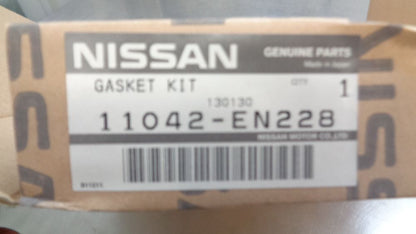 NISSAN GENUINE PARTS
Made in Japan
GASKET KIT QTY 1
130130
11042-EN228
NISSAN MOTOR CO.,LTD